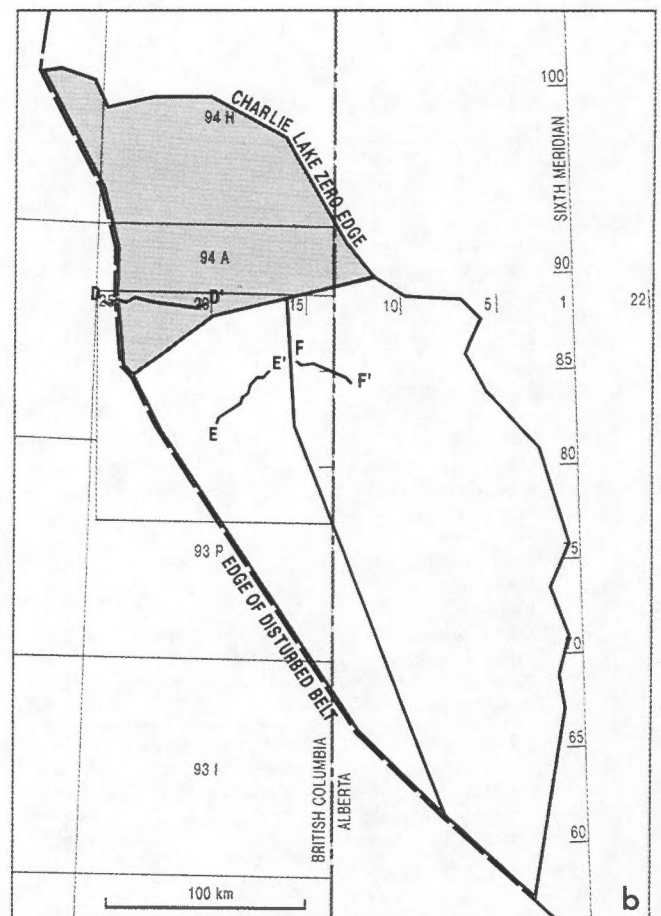 100
SIXTH MERIDIAN
94 H
CHARLIE LAKE ZERO EDGE
94 A
90
D
25
20
D'
15
10
5
1
22
F
E'
F'
85
E
80
93 P
EDGE OF DISTURBED BELT
75
70
65
93 I
BRITISH COLUMBIA
ALBERTA
60
100 km
b